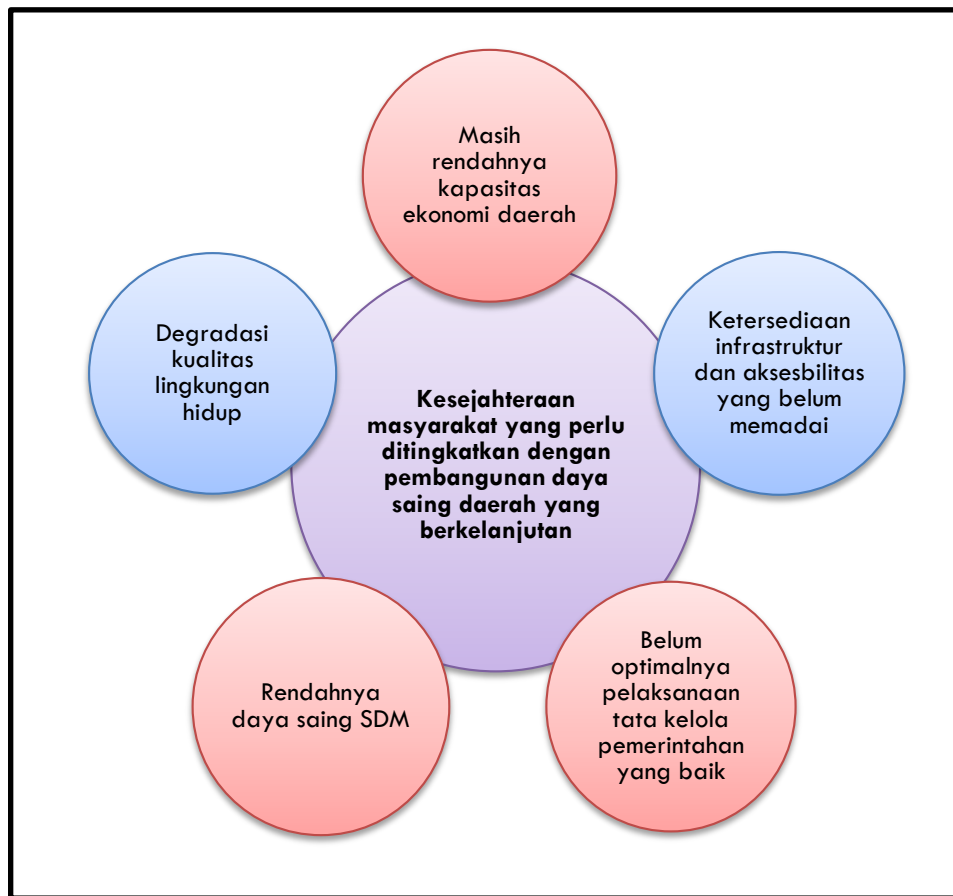 Masih
rendahnya
kapasitas
ekonomi daerah
Degradasi
kualitas
lingkungan
hidup
Ketersediaan
infrastruktur
dan aksesbilitas
yang belum
memadai
Kesejahteraan
masyarakat yang perlu
ditingkatkan dengan
pembangunan daya
saing daerah yang
berkelanjutan
Rendahnya
daya saing SDM
Belum
optimalnya
pelaksanaan
tata kelola
pemerintahan
yang baik